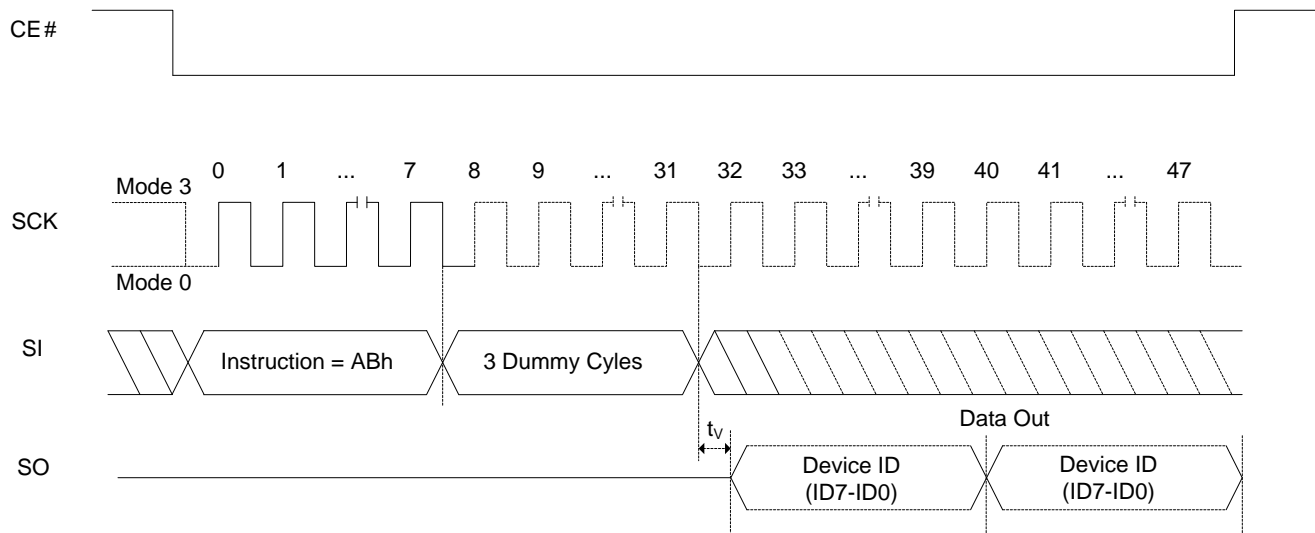 CE#
0 1 ... 7 8 9 ... 31 32 33 ... 39 40 41 ... 47
Mode 3
SCK
Mode 0
SI
Instruction = ABh
3 Dummy Cyles
Data Out
tV
SO
Device ID
(ID7-ID0)
Device ID
(ID7-ID0)